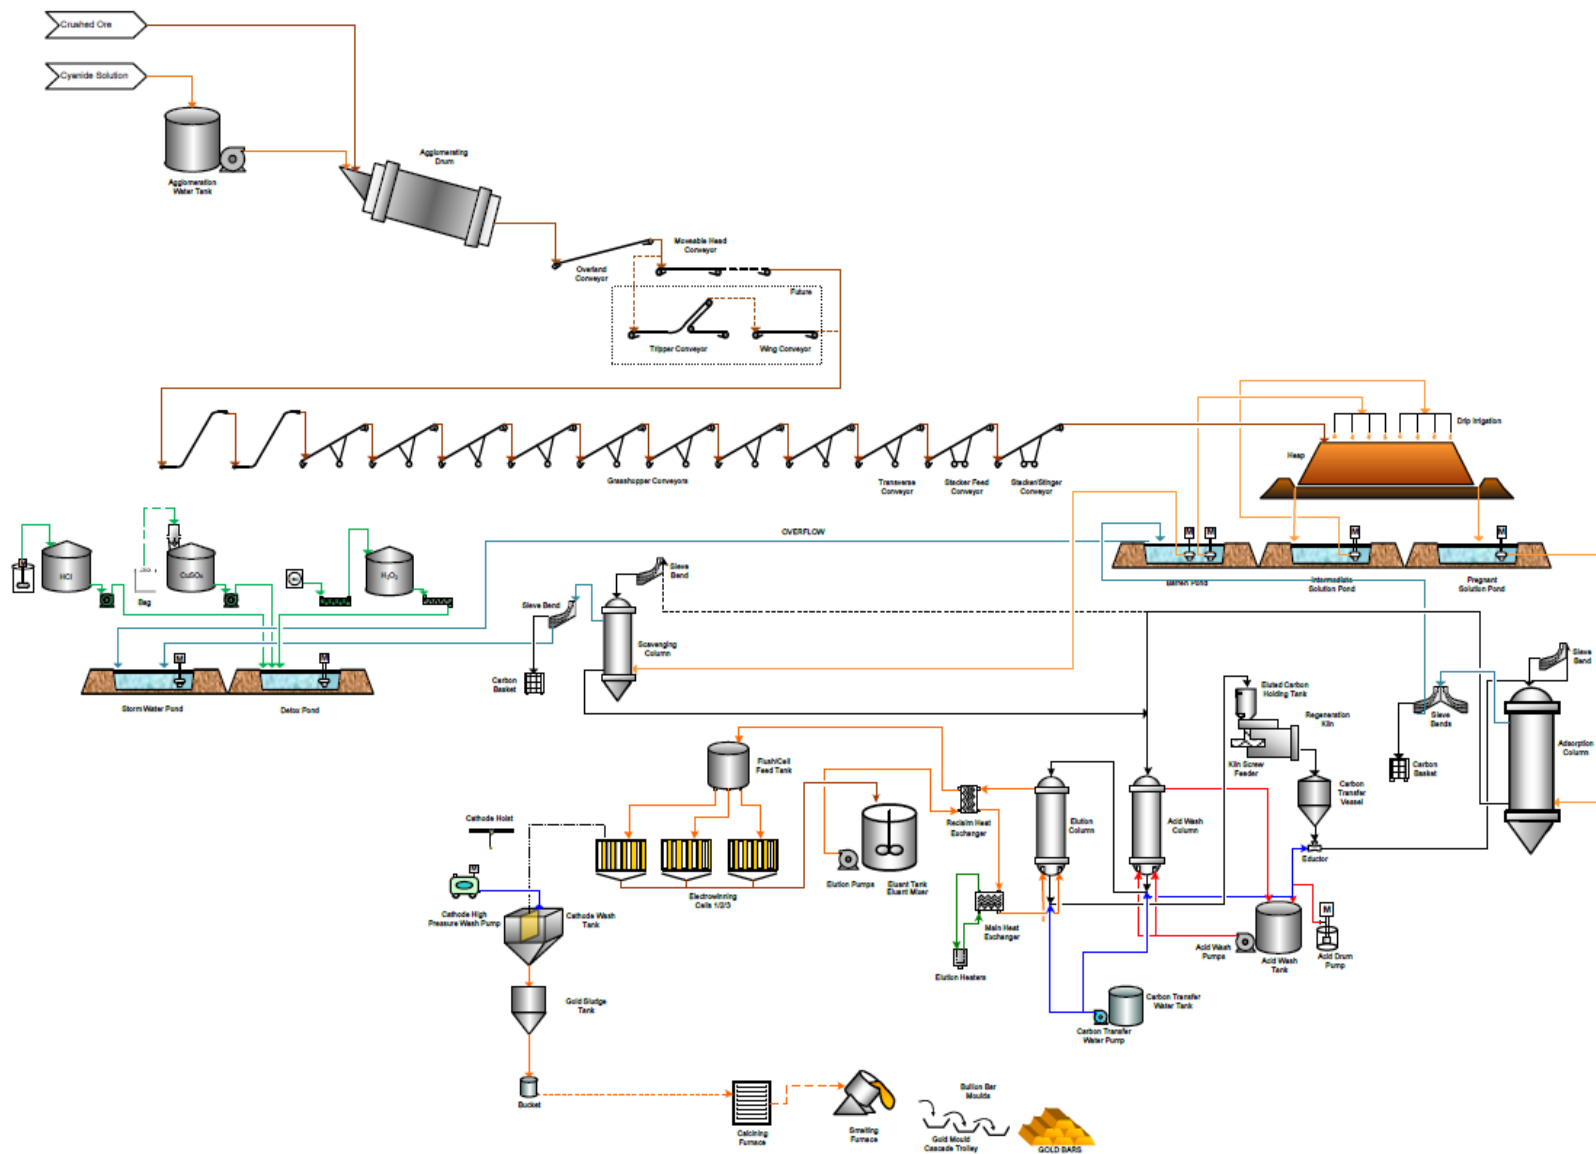 Crushed Ore
Cyanide Solution
Agglomeration
Water Tank
Agglomerating
Drum
Overland
Conveyor
Moveable Head
Conveyor
Future
Tripper Conveyor
Wing Conveyor
Grasshopper Conveyors
Transverse
Conveyor
Stacker Feed
Conveyor
Stacker/Stinger
Conveyor
Drip Irrigation
Heap
OVERFLOW
M
M
M
M
Barren Pond
Intermediate
Solution Pond
Pregnant
Solution Pond
HCl
CuSO₄
H₂O₂
Bag
Sieve
Bend
Sieve Bend
Scavenging
Column
Carbon
Basket
M
M
Storm Water Pond
Detox Pond
Sieve
Bend
Eluted Carbon
Holding Tank
Regeneration
Kiln
Kiln Screw
Feeder
Sieve
Bends
Carbon
Basket
Adsorption
Column
Carbon
Transfer
Vessel
Eductor
Flush/Cell
Feed Tank
Reclaim Heat
Exchanger
Elution
Column
Acid Wash
Column
Cathode Hoist
Electrowinning
Cells 1/2/3
Elution Pumps
Eluant Tank
Eluant Mixer
M
Cathode High
Pressure Wash Pump
Cathode Wash
Tank
Main Heat
Exchanger
Elution Heaters
Acid Wash
Pumps
Acid Wash
Tank
M
Acid Drum
Pump
Carbon Transfer
Water Tank
Carbon Transfer
Water Pump
Gold Sludge
Tank
Bucket
Calcining
Furnace
Smelting
Furnace
Bullion Bar
Moulds
Gold Mould
Cascade Trolley
GOLD BARS